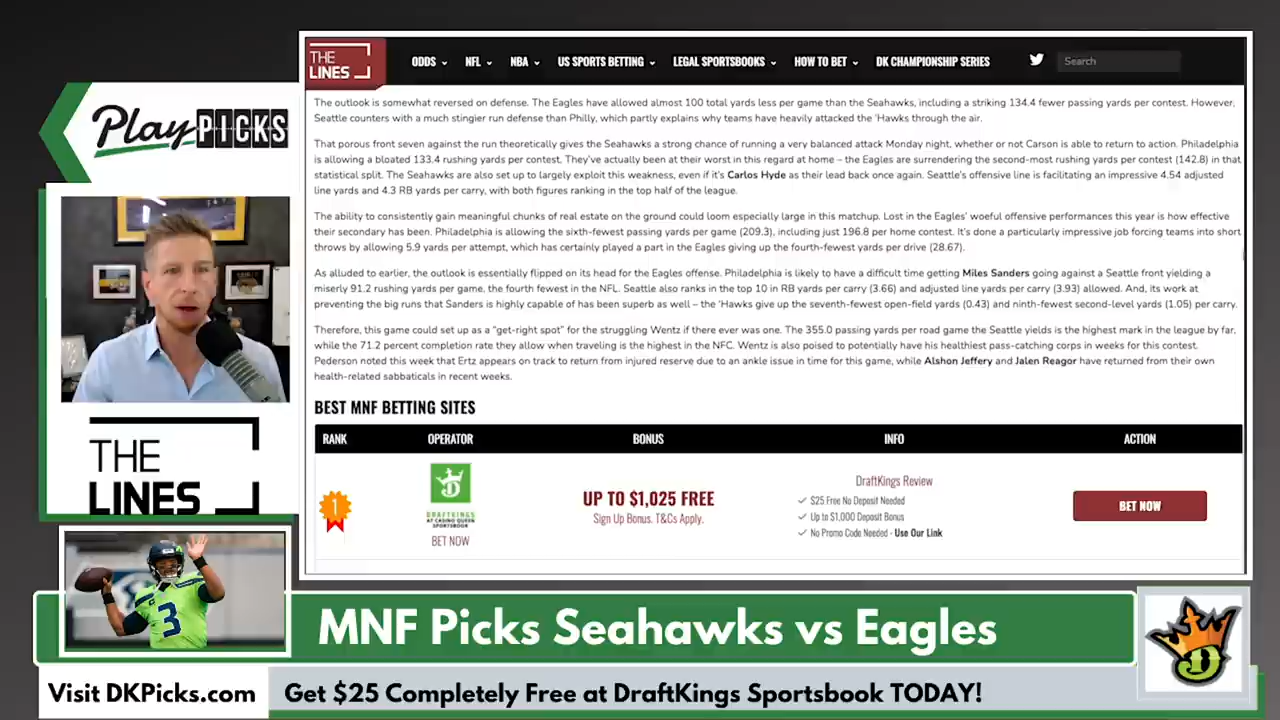 THE
LINES
ODDS
NFL
NBA
US SPORTS BETTING
LEGAL SPORTSBOOKS
HOW TO BET
DK CHAMPIONSHIP SERIES
Search
Play PICKS
The outlook is somewhat reversed on defense. The Eagles have allowed almost 100 total yards less per game than the Seahawks, including a striking 134.4 fewer passing yards per contest. However,
Seattle counters with a much stingier run defense than Philly, which partly explains why teams have heavily attacked the 'Hawks through the air.
That porous front seven against the run theoretically gives the Seahawks a strong chance of running a very balanced attack Monday night, whether or not Carson is able to return to action. Philadelphia
is allowing a bloated 133.4 rushing yards per contest. They've actually been at their worst in this regard at home – the Eagles are surrendering the second-most rushing yards per contest (142.8) in that
statistical split. The Seahawks are also set up to largely exploit this weakness, even if it's Carlos Hyde as their lead back once again. Seattle's offensive line is facilitating an impressive 4.54 adjusted
line yards and 4.3 RB yards per carry, with both figures ranking in the top half of the league.
The ability to consistently gain meaningful chunks of real estate on the ground could loom especially large in this matchup. Lost in the Eagles' woeful offensive performances this year is how effective
their secondary has been. Philadelphia is allowing the sixth-fewest passing yards per game (209.3), including just 196.8 per home contest. It's done a particularly impressive job forcing teams into short
throws by allowing 5.9 yards per attempt, which has certainly played a part in the Eagles giving up the fourth-fewest yards per drive (28.67).
As alluded to earlier, the outlook is essentially flipped on its head for the Eagles offense. Philadelphia is likely to have a difficult time getting Miles Sanders going against a Seattle front yielding a
miserly 91.2 rushing yards per game, the fourth fewest in the NFL. Seattle also ranks in the top 10 in RB yards per carry (3.66) and adjusted line yards per carry (3.93) allowed. And, its work at
preventing the big runs that Sanders is highly capable of has been superb as well – the 'Hawks give up the seventh-fewest open-field yards (0.43) and ninth-fewest second-level yards (1.05) per carry.
Therefore, this game could set up as a "get-right spot" for the struggling Wentz if there ever was one. The 355.0 passing yards per road game the Seattle yields is the highest mark in the league by far,
while the 71.2 percent completion rate they allow when traveling is the highest in the NFC. Wentz is also poised to potentially have his healthiest pass-catching corps in weeks for this contest.
Pederson noted this week that Ertz appears on track to return from injured reserve due to an ankle issue in time for this game, while Alshon Jeffery and Jalen Reagor have returned from their own
health-related sabbaticals in recent weeks.
BEST MNF BETTING SITES
RANK
OPERATOR
BONUS
INFO
ACTION
1
DRAFTKINGS
AT CASINO QUEEN
SPORTSBOOK
BET NOW
UP TO $1,025 FREE
Sign Up Bonus. T&Cs Apply.
DraftKings Review
$25 Free No Deposit Needed
Up to $1,000 Deposit Bonus
No Promo Code Needed - Use Our Link
BET NOW
THE
LINES
3
MNF Picks Seahawks vs Eagles
Visit DKPicks.com
Get $25 Completely Free at DraftKings Sportsbook TODAY!